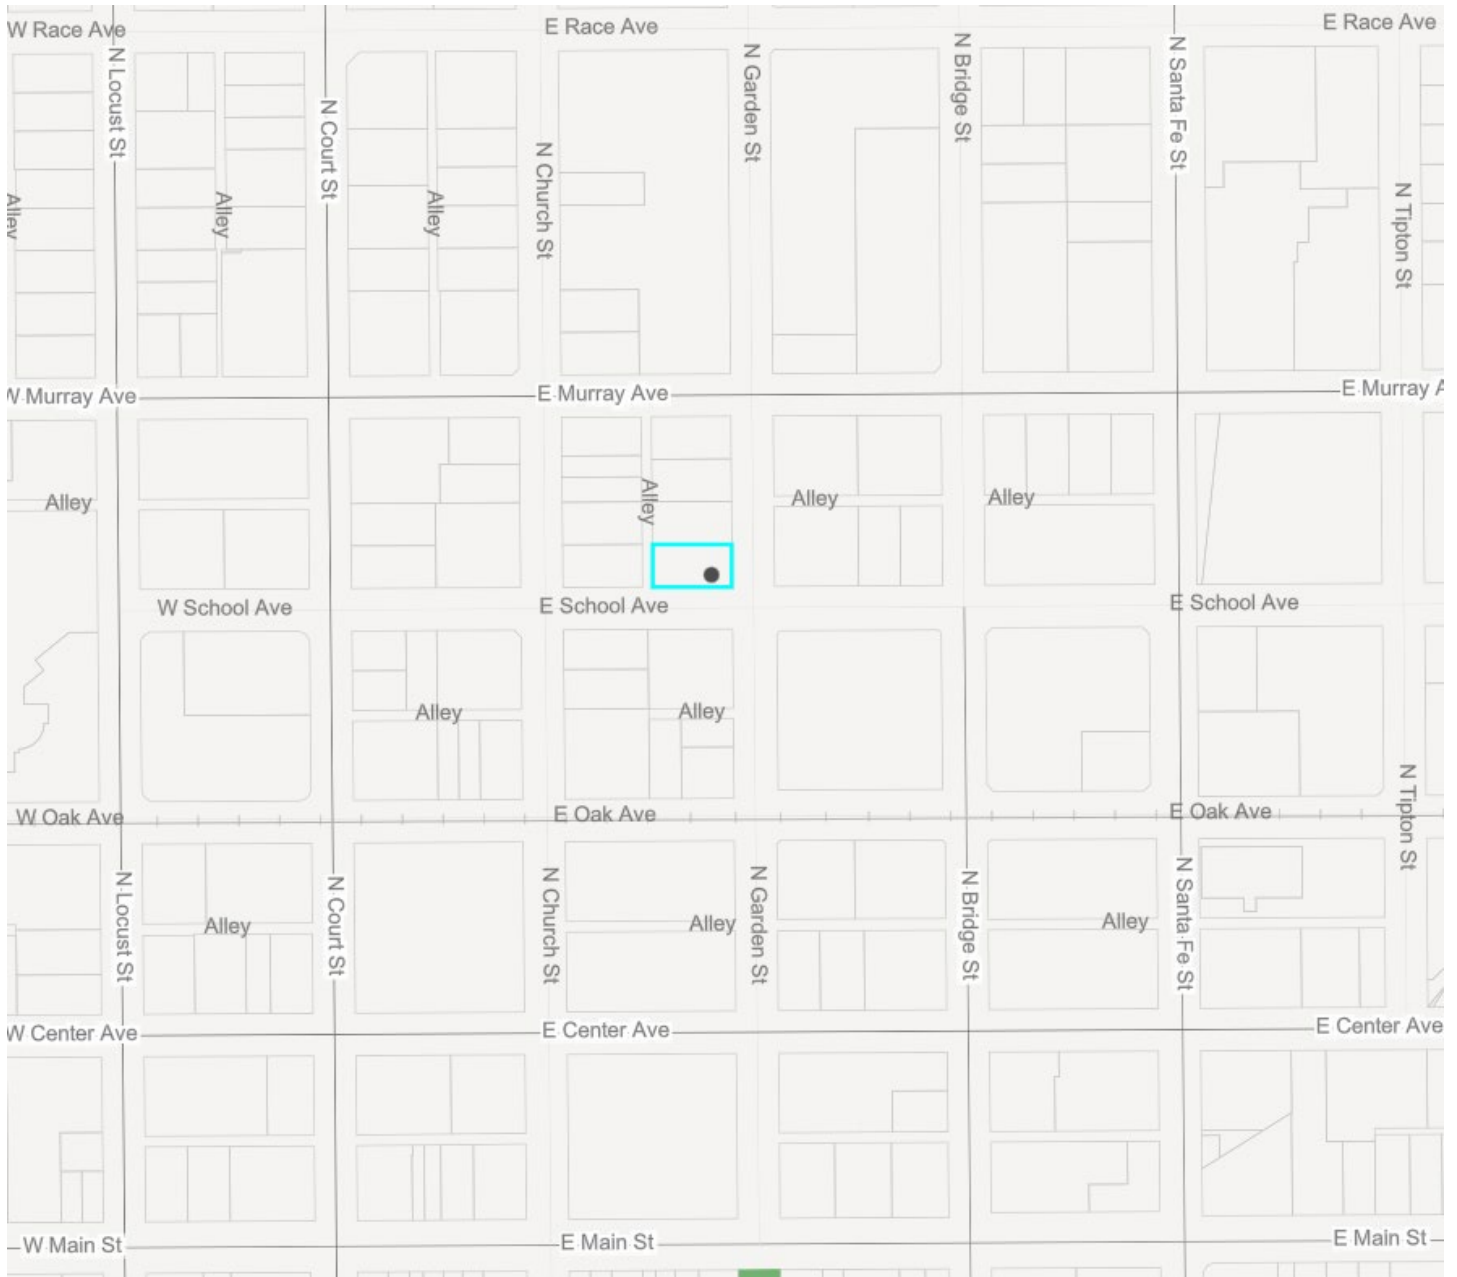 W Race Ave
E Race Ave
E Race Ave
N Locust St
N Court St
N Church St
N Garden St
N Bridge St
N Santa Fe St
N Tipton St
Alley
Alley
Alley
W Murray Ave
E Murray Ave
E Murray A
Alley
Alley
Alley
Alley
W School Ave
E School Ave
E School Ave
Alley
Alley
N Tipton St
W Oak Ave
E Oak Ave
E Oak Ave
N Locust St
N Court St
N Church St
N Garden St
N Bridge St
N Santa Fe St
Alley
Alley
Alley
W Center Ave
E Center Ave
E Center Ave
W Main St
E Main St
E Main St